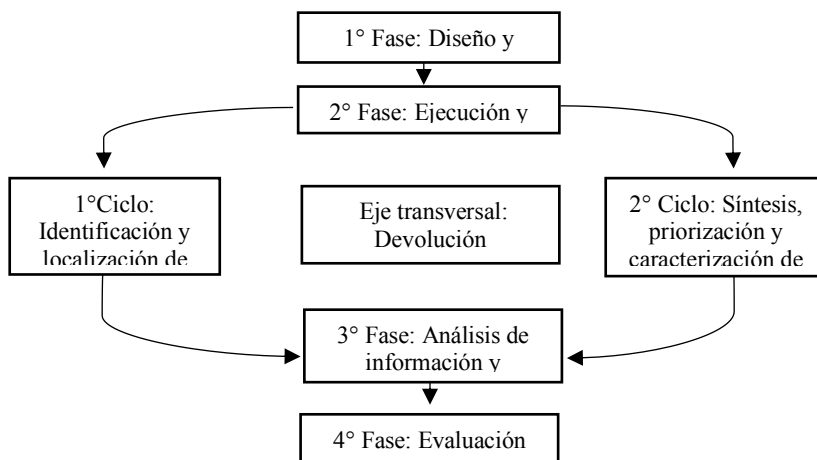 1° Fase: Diseño y
2° Fase: Ejecución y
1°Ciclo:
Identificación y
localización de
Eje transversal:
Devolución
2° Ciclo: Síntesis,
priorización y
caracterización de
3° Fase: Análisis de
información y
4° Fase: Evaluación